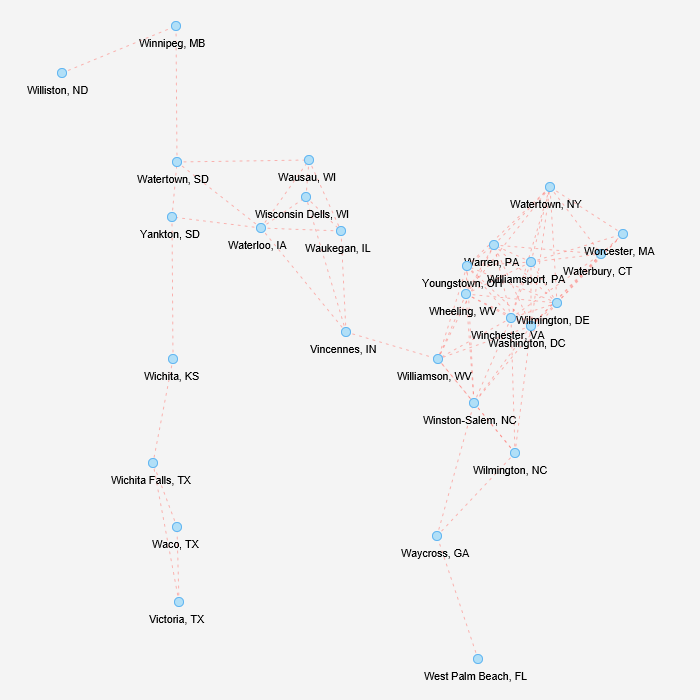 Winnipeg, MB
Williston, ND
Watertown, SD
Wausau, WI
Watertown, NY
Wisconsin Dells, WI
Yankton, SD
Waterloo, IA
Waukegan, IL
Worcester, MA
Warren, PA
Waterbury, CT
Williamsport, PA
Youngstown, OH
Wheeling, WV
Wilmington, DE
Winchester, VA
Washington, DC
Vincennes, IN
Wichita, KS
Williamson, WV
Winston-Salem, NC
Wilmington, NC
Wichita Falls, TX
Waco, TX
Waycross, GA
Victoria, TX
West Palm Beach, FL